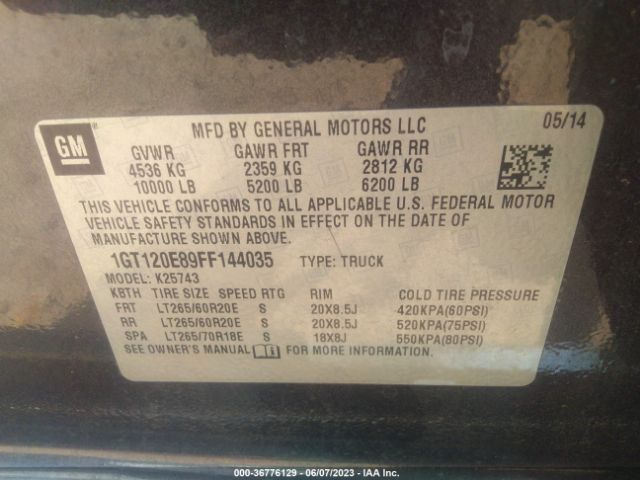 GM
®
MFD BY GENERAL MOTORS LLC 05/14
GVWR GAWR FRT GAWR RR
4536 KG 2359 KG 2812 KG
10000 LB 5200 LB 6200 LB
THIS VEHICLE CONFORMS TO ALL APPLICABLE U.S. FEDERAL MOTOR
VEHICLE SAFETY STANDARDS IN EFFECT ON THE DATE OF
MANUFACTURE SHOWN ABOVE.
1GT120E89FF144035 TYPE: TRUCK
MODEL: K25743
KBTH TIRE SIZE SPEED RTG RIM COLD TIRE PRESSURE
FRT LT265/60R20E S 20X8.5J 420KPA(60PSI)
RR LT265/60R20E S 20X8.5J 520KPA(75PSI)
SPA LT265/70R18E S 18X8J 550KPA(80PSI)
SEE OWNER'S MANUAL FOR MORE INFORMATION.
000-36776129 - 06/07/2023 - IAA Inc.